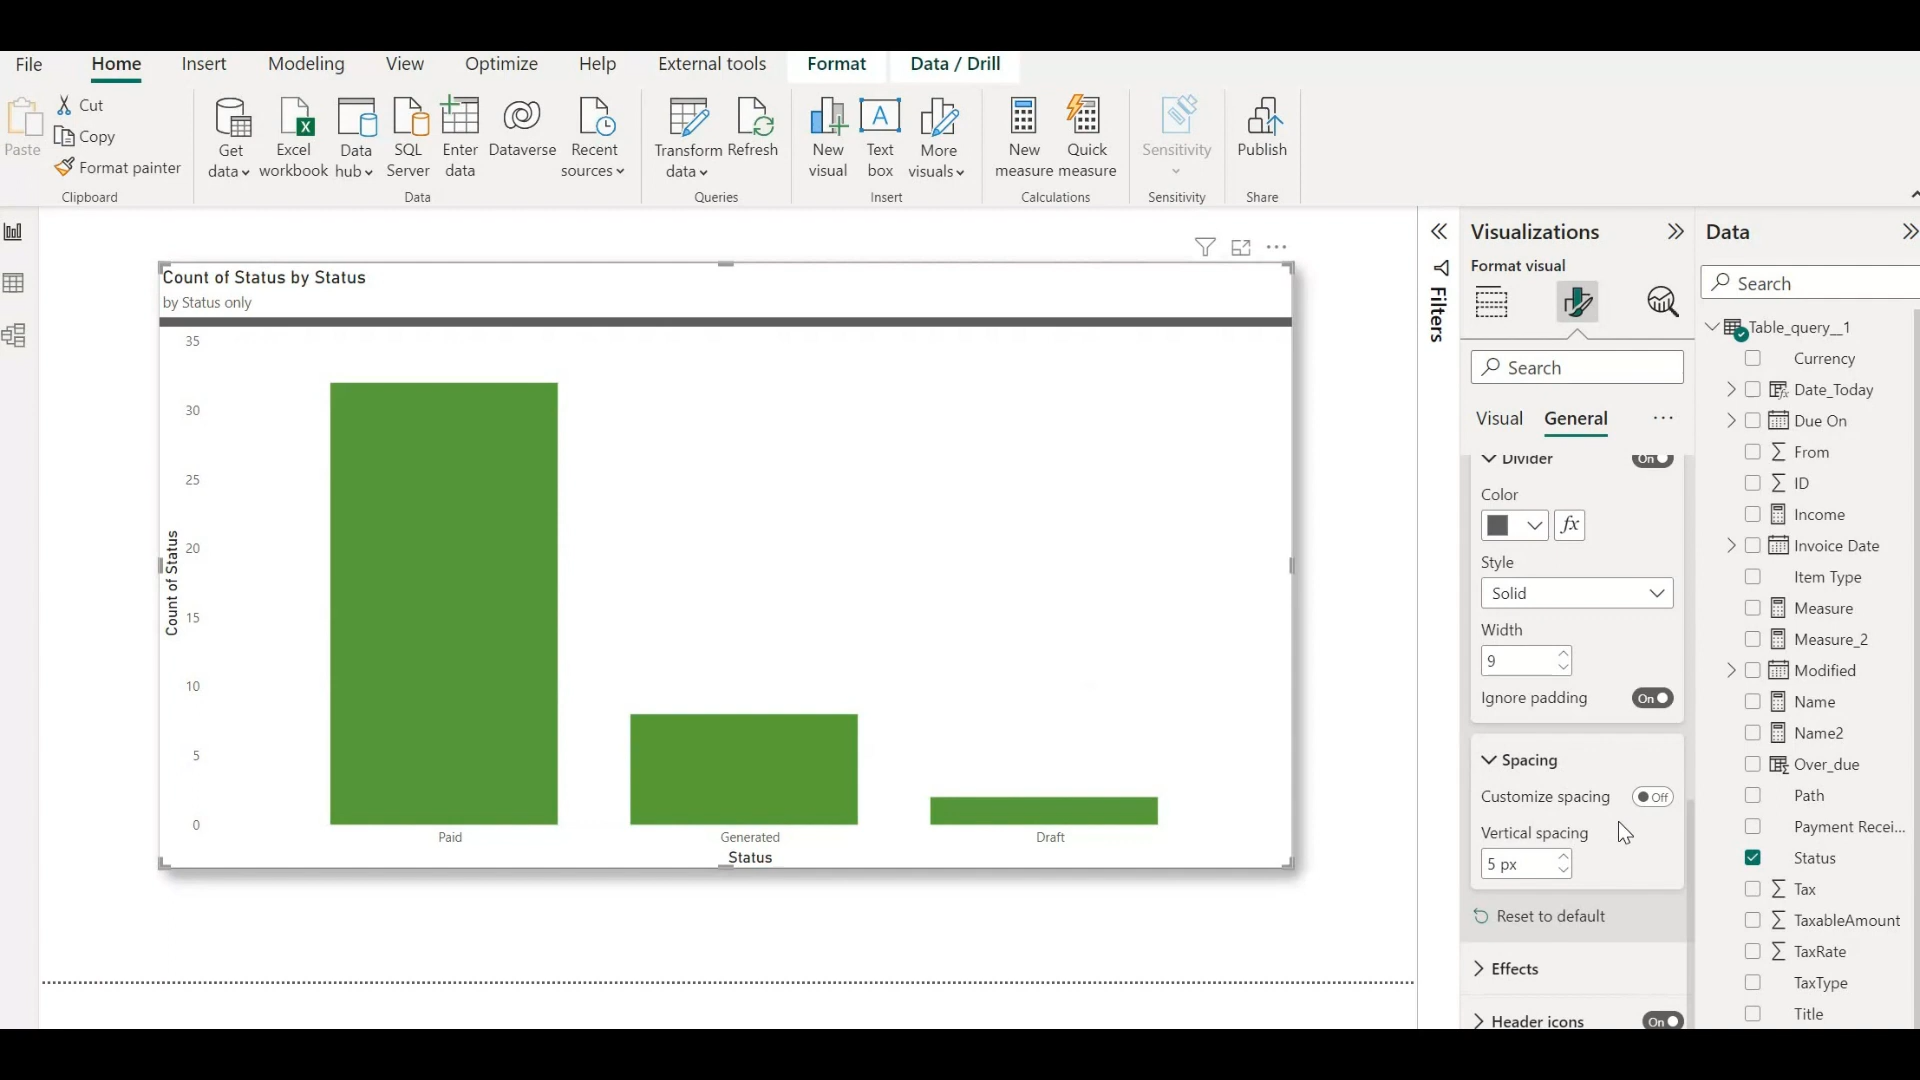 File Home Insert Modeling View Optimize Help External tools Format Data / Drill
Paste
Cut
Copy
Format painter
Clipboard
Get data
Excel workbook
Data hub
SQL Server
Enter data
Dataverse
Recent sources
Data
Transform data
Refresh
Queries
New visual
Text box
More visuals
Insert
New measure
Quick measure
Calculations
Sensitivity
Sensitivity
Publish
Share
Count of Status by Status
by Status only
35
30
25
20
15
10
5
0
Count of Status
Paid
Generated
Draft
Status
Filters
Visualizations
Format visual
Search
Visual General
Divider On
Color
fx
Style
Solid
Width
9
Ignore padding On
Spacing
Customize spacing Off
Vertical spacing
5 px
Reset to default
Effects
Header icons On
Data
Search
Table_query__1
Currency
Date_Today
Due On
From
ID
Income
Invoice Date
Item Type
Measure
Measure_2
Modified
Name
Name2
Over_due
Path
Payment Recei...
Status
Tax
TaxableAmount
TaxRate
TaxType
Title